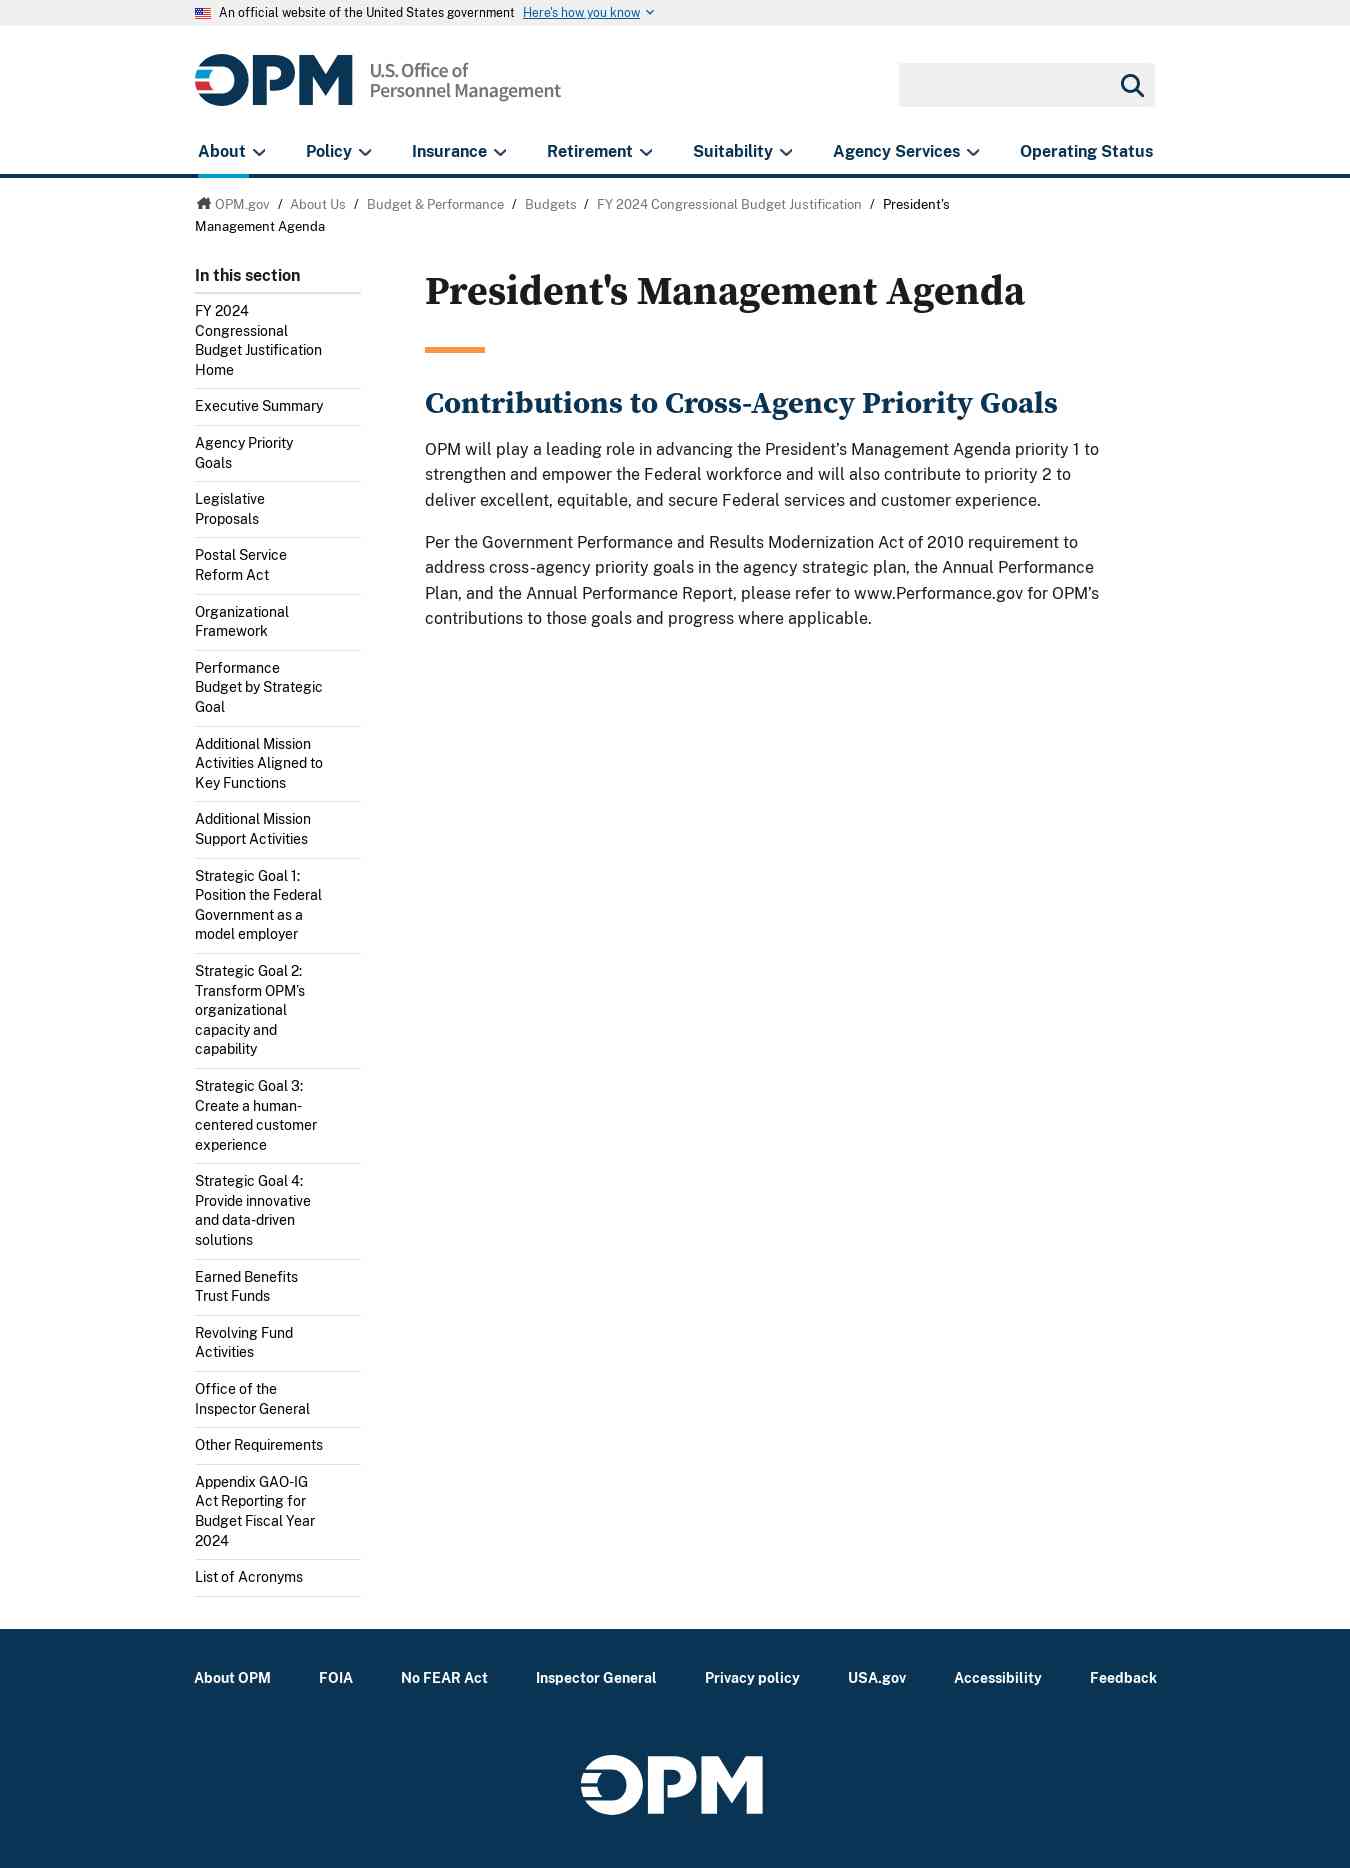 An official website of the United States government Here's how you know
OPM
U.S. Office of
Personnel Management
About Policy Insurance Retirement Suitability Agency Services Operating Status
OPM.gov / About Us / Budget & Performance / Budgets / FY 2024 Congressional Budget Justification / President's
Management Agenda
In this section
FY 2024
Congressional
Budget Justification
Home
Executive Summary
Agency Priority
Goals
Legislative
Proposals
Postal Service
Reform Act
Organizational
Framework
Performance
Budget by Strategic
Goal
Additional Mission
Activities Aligned to
Key Functions
Additional Mission
Support Activities
Strategic Goal 1:
Position the Federal
Government as a
model employer
Strategic Goal 2:
Transform OPM's
organizational
capacity and
capability
Strategic Goal 3:
Create a human-
centered customer
experience
Strategic Goal 4:
Provide innovative
and data-driven
solutions
Earned Benefits
Trust Funds
Revolving Fund
Activities
Office of the
Inspector General
Other Requirements
Appendix GAO-IG
Act Reporting for
Budget Fiscal Year
2024
List of Acronyms
President's Management Agenda
Contributions to Cross-Agency Priority Goals
OPM will play a leading role in advancing the President's Management Agenda priority 1 to
strengthen and empower the Federal workforce and will also contribute to priority 2 to
deliver excellent, equitable, and secure Federal services and customer experience.
Per the Government Performance and Results Modernization Act of 2010 requirement to
address cross-agency priority goals in the agency strategic plan, the Annual Performance
Plan, and the Annual Performance Report, please refer to www.Performance.gov for OPM's
contributions to those goals and progress where applicable.
About OPM FOIA No FEAR Act Inspector General Privacy policy USA.gov Accessibility Feedback
OPM